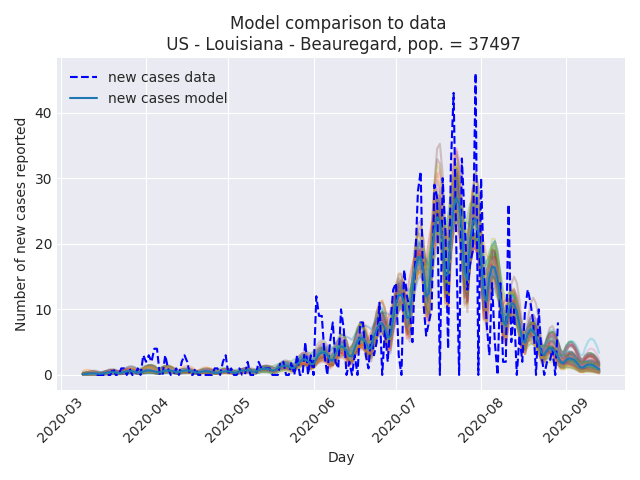 Model comparison to data
US - Louisiana - Beauregard, pop. = 37497
new cases data
new cases model
Number of new cases reported
40
30
20
10
0
2020-03
2020-04
2020-05
2020-06
2020-07
2020-08
2020-09
Day